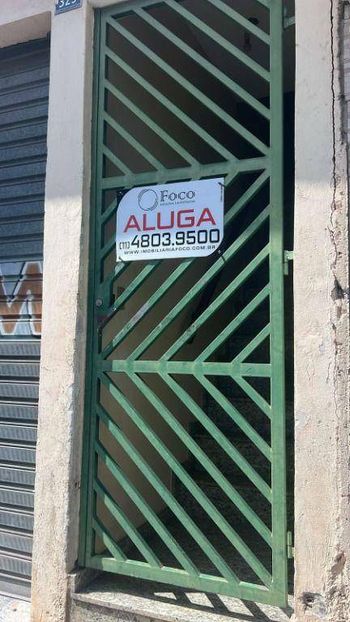 Foco
ALUGA
(11) 4803.9500
WWW.IMOBILIARIAFOCO.COM.BR